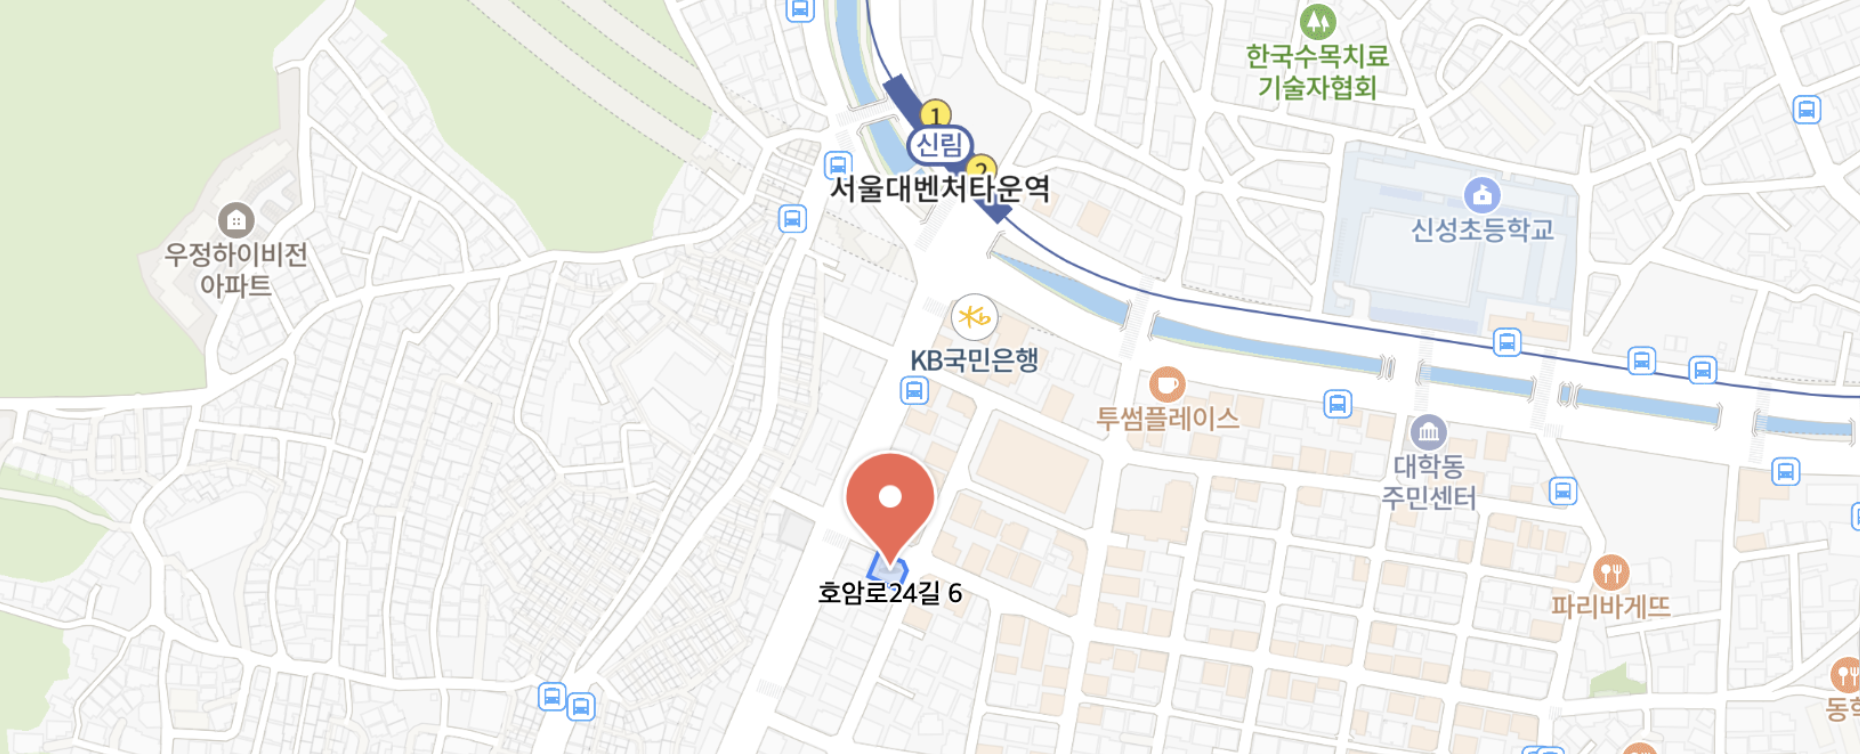 한국수목치료
기술자협회
1
신림
2
서울대벤처타운역
신성초등학교
우정하이비전
아파트
KB국민은행
투썸플레이스
대학동
주민센터
호암로24길 6
파리바게뜨